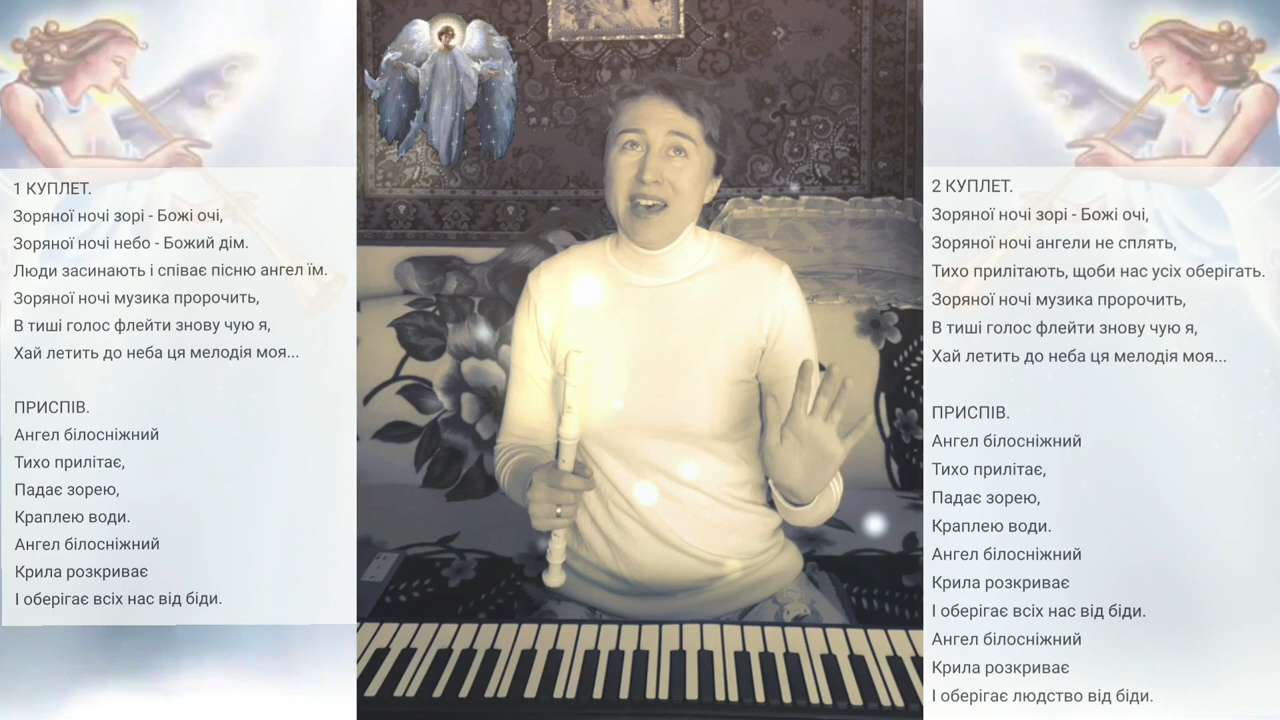 1 КУПЛЕТ.
Зоряної ночі зорі - Божі очі,
Зоряної ночі небо - Божий дім.
Люди засинають і співає пісню ангел їм.
Зоряної ночі музика пророчить,
В тиші голос флейти знову чую я,
Хай летить до неба ця мелодія моя...
ПРИСПІВ.
Ангел білосніжний
Тихо прилітає,
Падає зорею,
Краплею води.
Ангел білосніжний
Крила розкриває
І оберігає всіх нас від біди.
2 КУПЛЕТ.
Зоряної ночі зорі - Божі очі,
Зоряної ночі ангели не сплять,
Тихо прилітають, щоби нас усіх оберігать.
Зоряної ночі музика пророчить,
В тиші голос флейти знову чую я,
Хай летить до неба ця мелодія моя...
ПРИСПІВ.
Ангел білосніжний
Тихо прилітає,
Падає зорею,
Краплею води.
Ангел білосніжний
Крила розкриває
І оберігає всіх нас від біди.
Ангел білосніжний
Крила розкриває
І оберігає людство від біди.